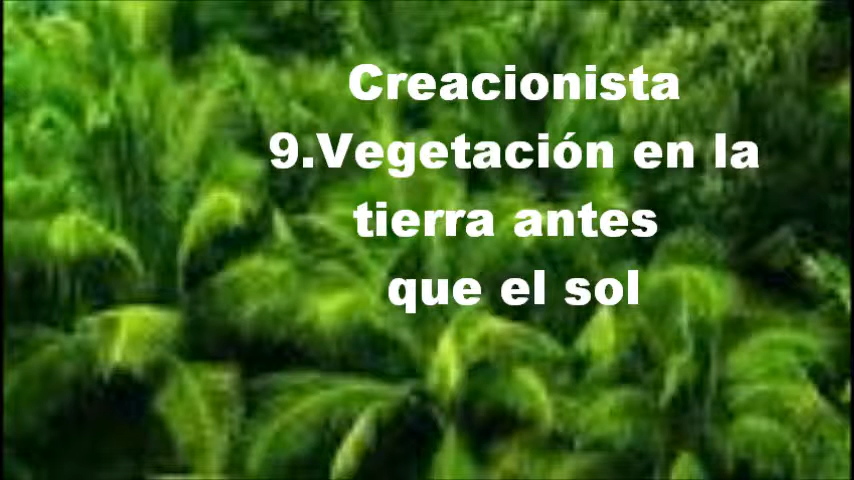 Creacionista
9.Vegetación en la
tierra antes
que el sol